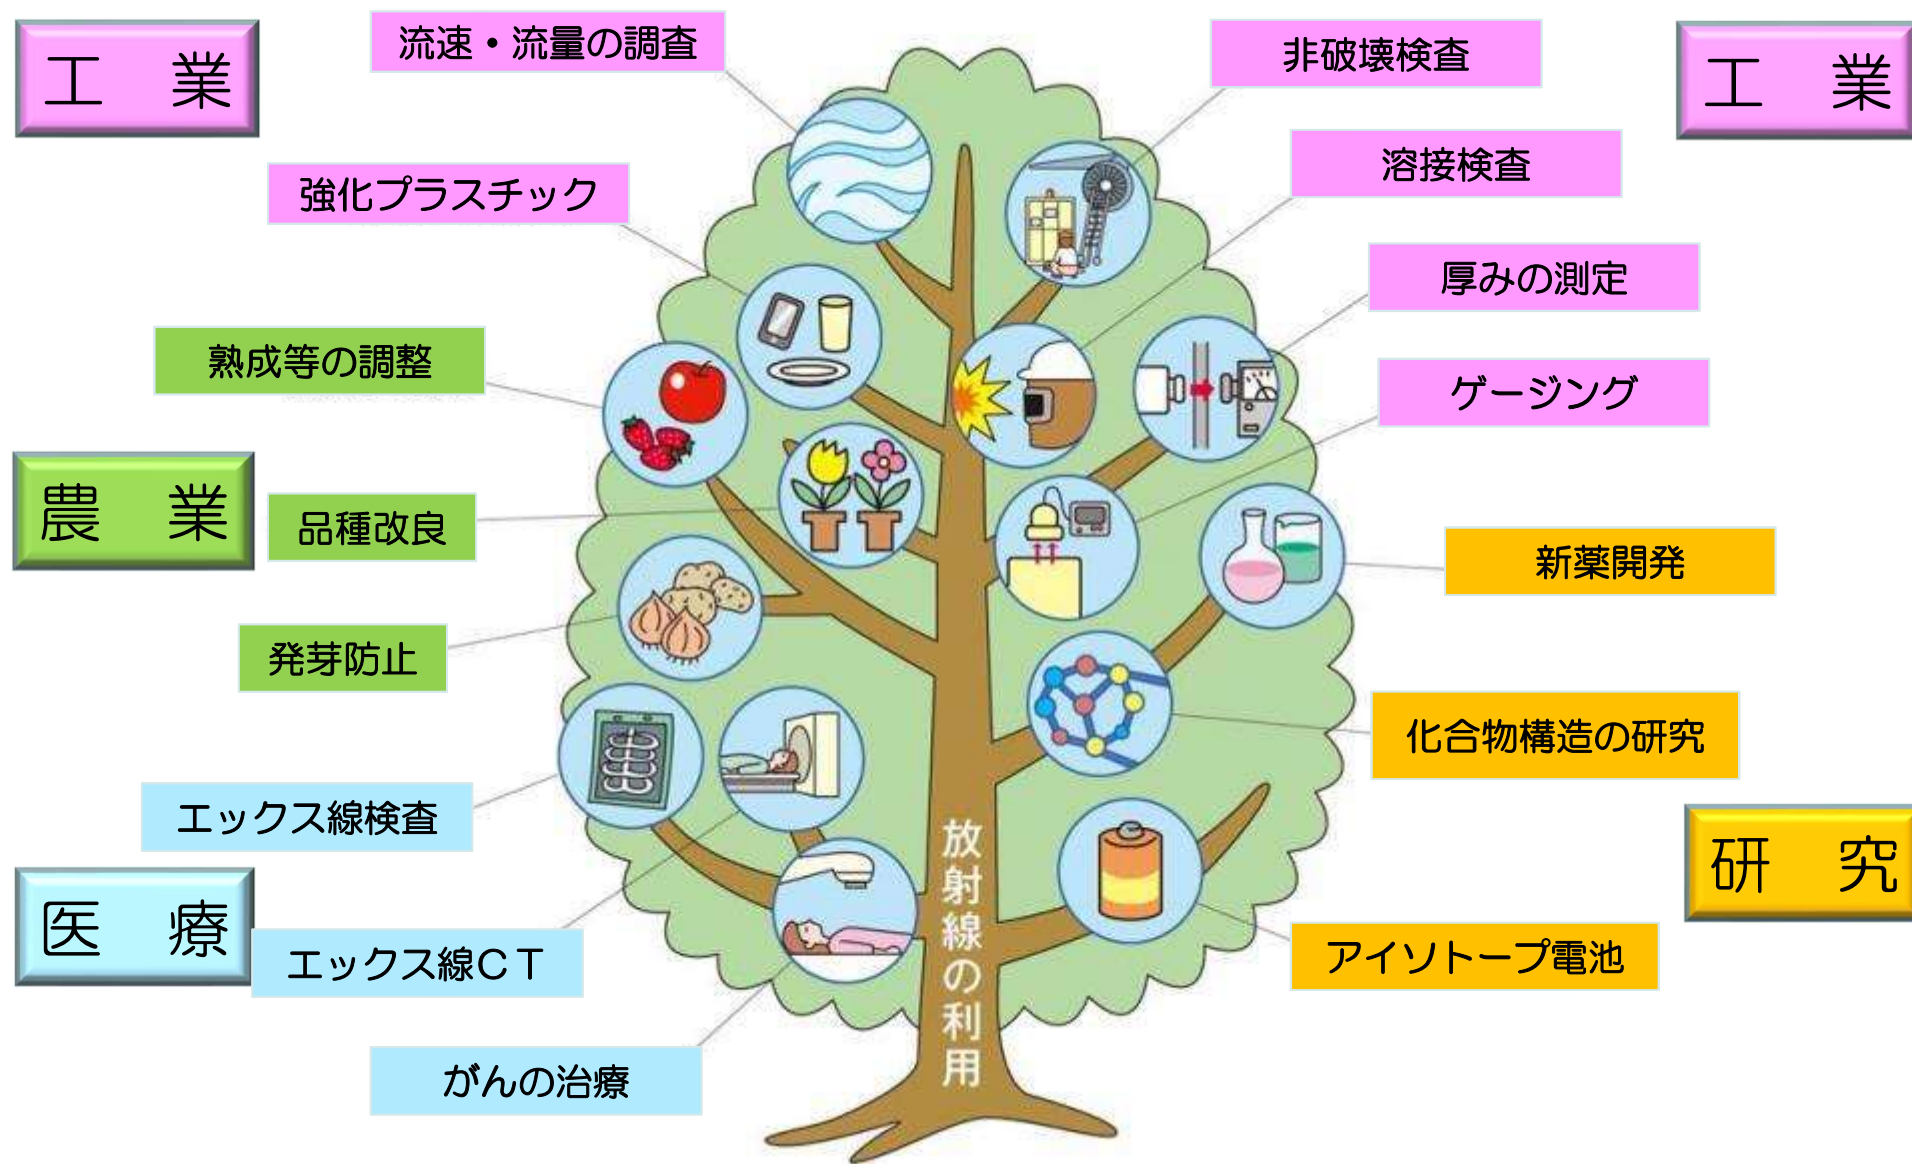 工　業
流速・流量の調査
強化プラスチック
熟成等の調整
農　業
品種改良
発芽防止
エックス線検査
医　療
エックス線ＣＴ
がんの治療
放射線の利用
工　業
非破壊検査
溶接検査
厚みの測定
ゲージング
新薬開発
化合物構造の研究
研　究
アイソトープ電池